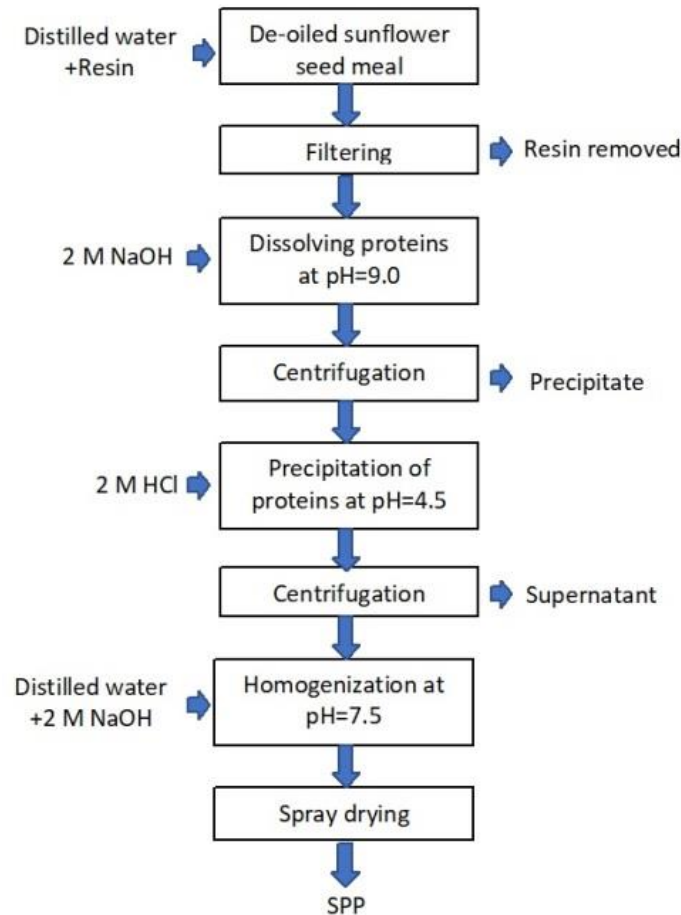 Distilled water
+Resin
De-oiled sunflower
seed meal
Filtering
Resin removed
2 M NaOH
Dissolving proteins
at pH=9.0
Centrifugation
Precipitate
2 M HCl
Precipitation of
proteins at pH=4.5
Centrifugation
Supernatant
Distilled water
+2 M NaOH
Homogenization at
pH=7.5
Spray drying
SPP